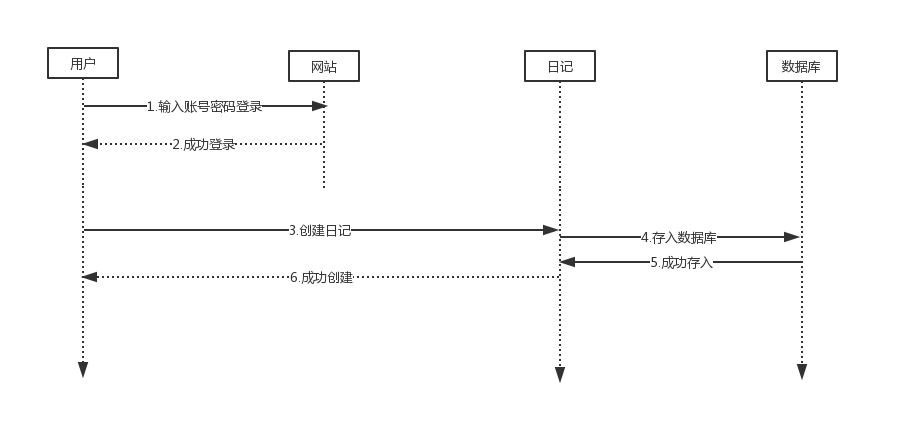 用户
网站
日记
数据库
1.输入账号密码登录
2.成功登录
3.创建日记
4.存入数据库
5.成功存入
6.成功创建